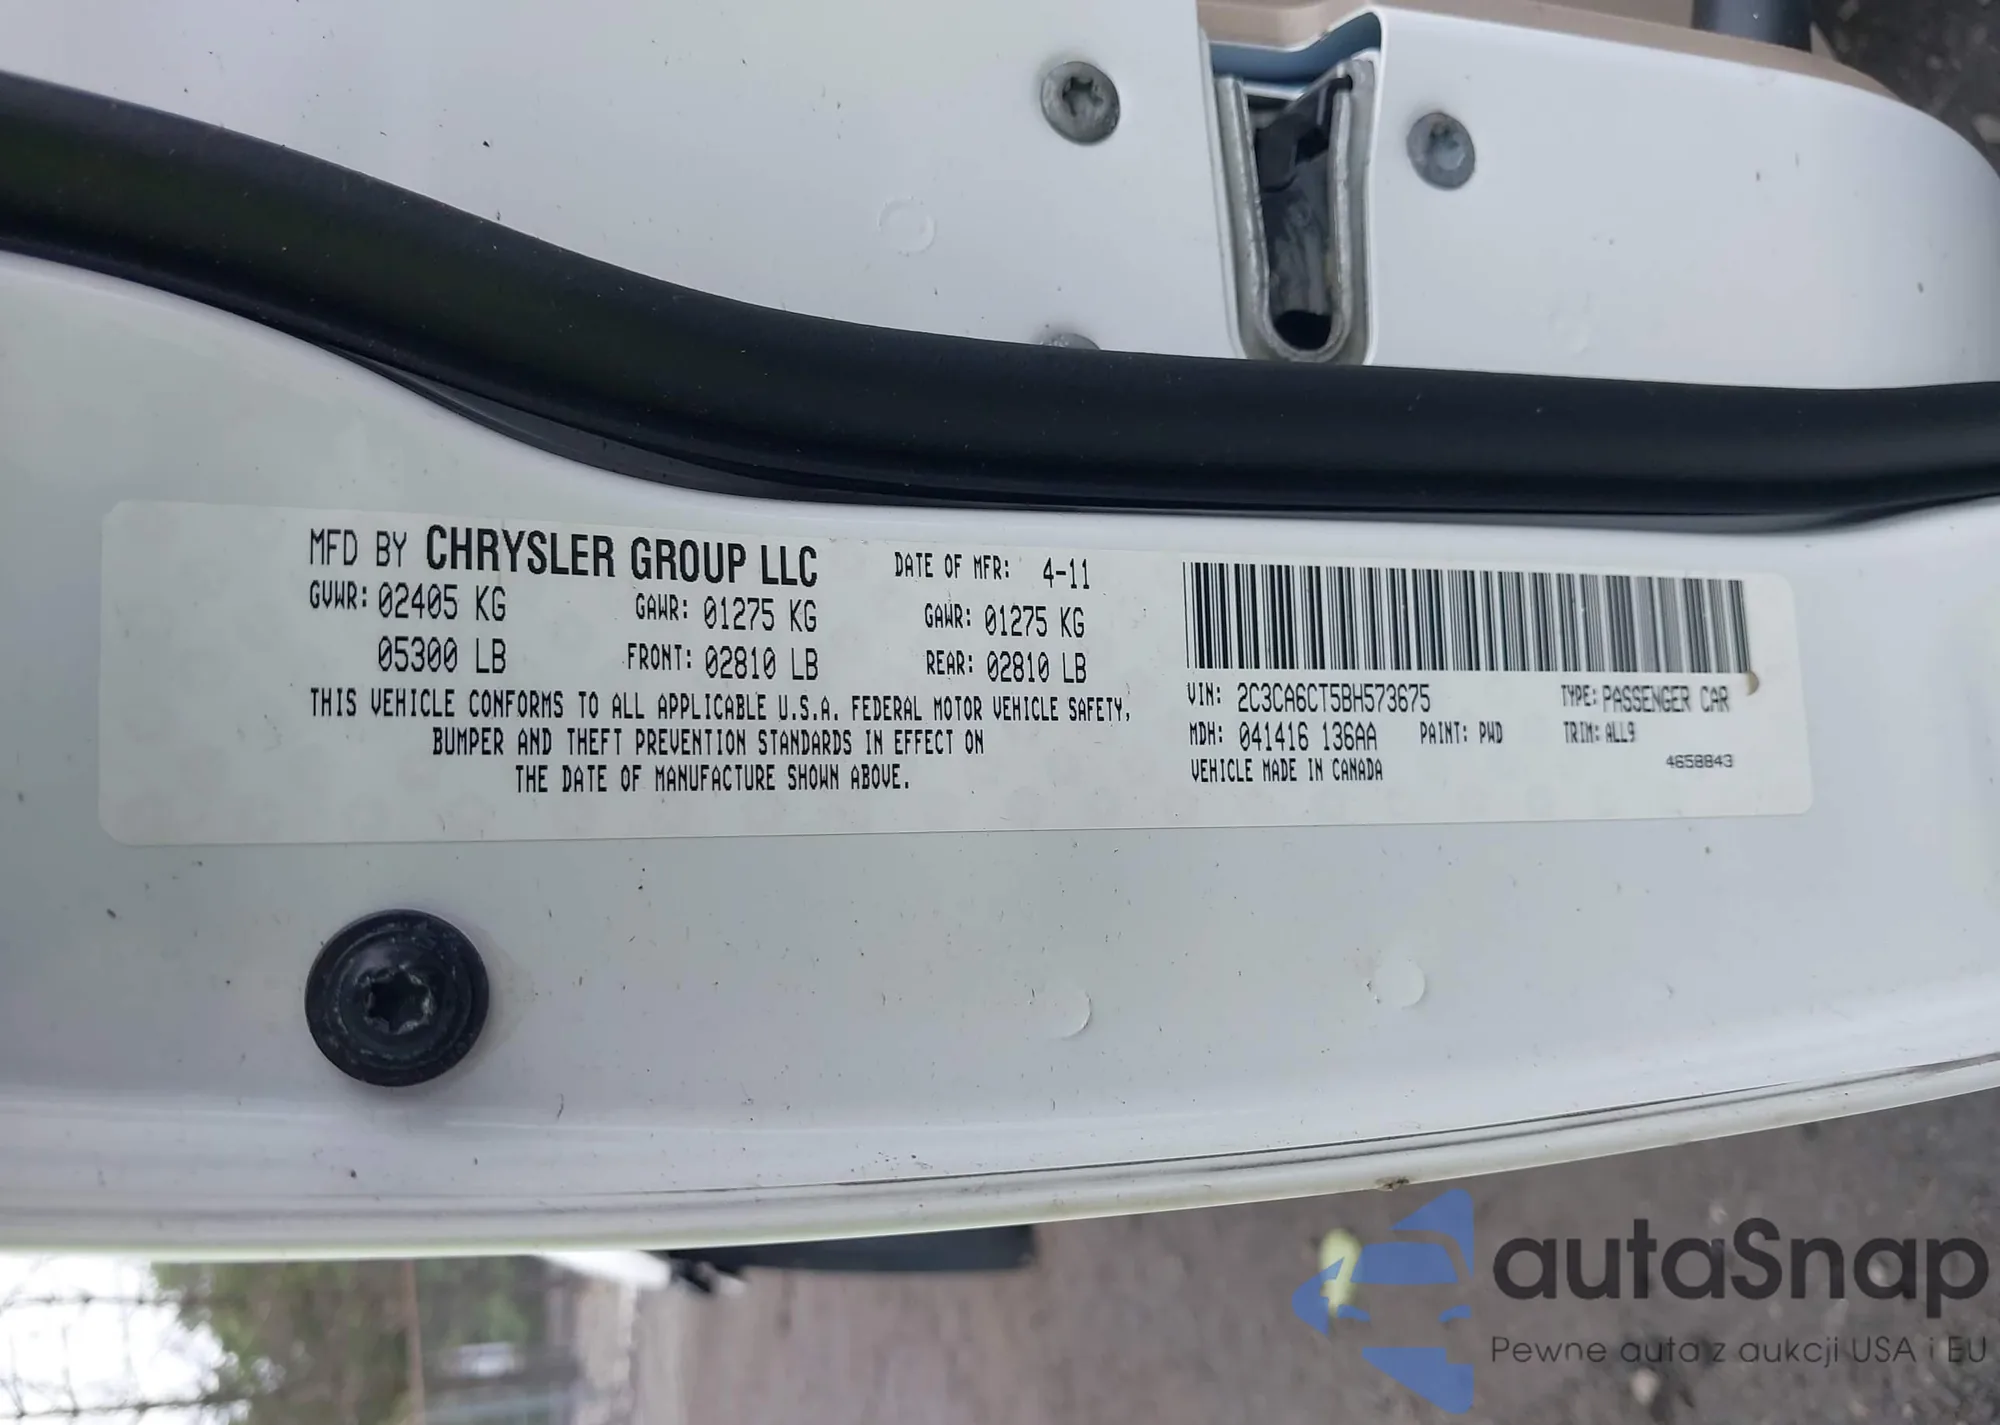 MFD BY CHRYSLER GROUP LLC DATE OF MFR: 4-11
GVWR: 02405 KG GAWR: 01275 KG GAWR: 01275 KG
05300 LB FRONT: 02810 LB REAR: 02810 LB
THIS VEHICLE CONFORMS TO ALL APPLICABLE U.S.A. FEDERAL MOTOR VEHICLE SAFETY,
BUMPER AND THEFT PREVENTION STANDARDS IN EFFECT ON
THE DATE OF MANUFACTURE SHOWN ABOVE.
VIN: 2C3CA6CT5BH573675 TYPE: PASSENGER CAR
MDH: 041416 136AA PAINT: PWD TRIM: ALL9
VEHICLE MADE IN CANADA 4658843
autaSnap
Pewne auta z aukcji USA i EU